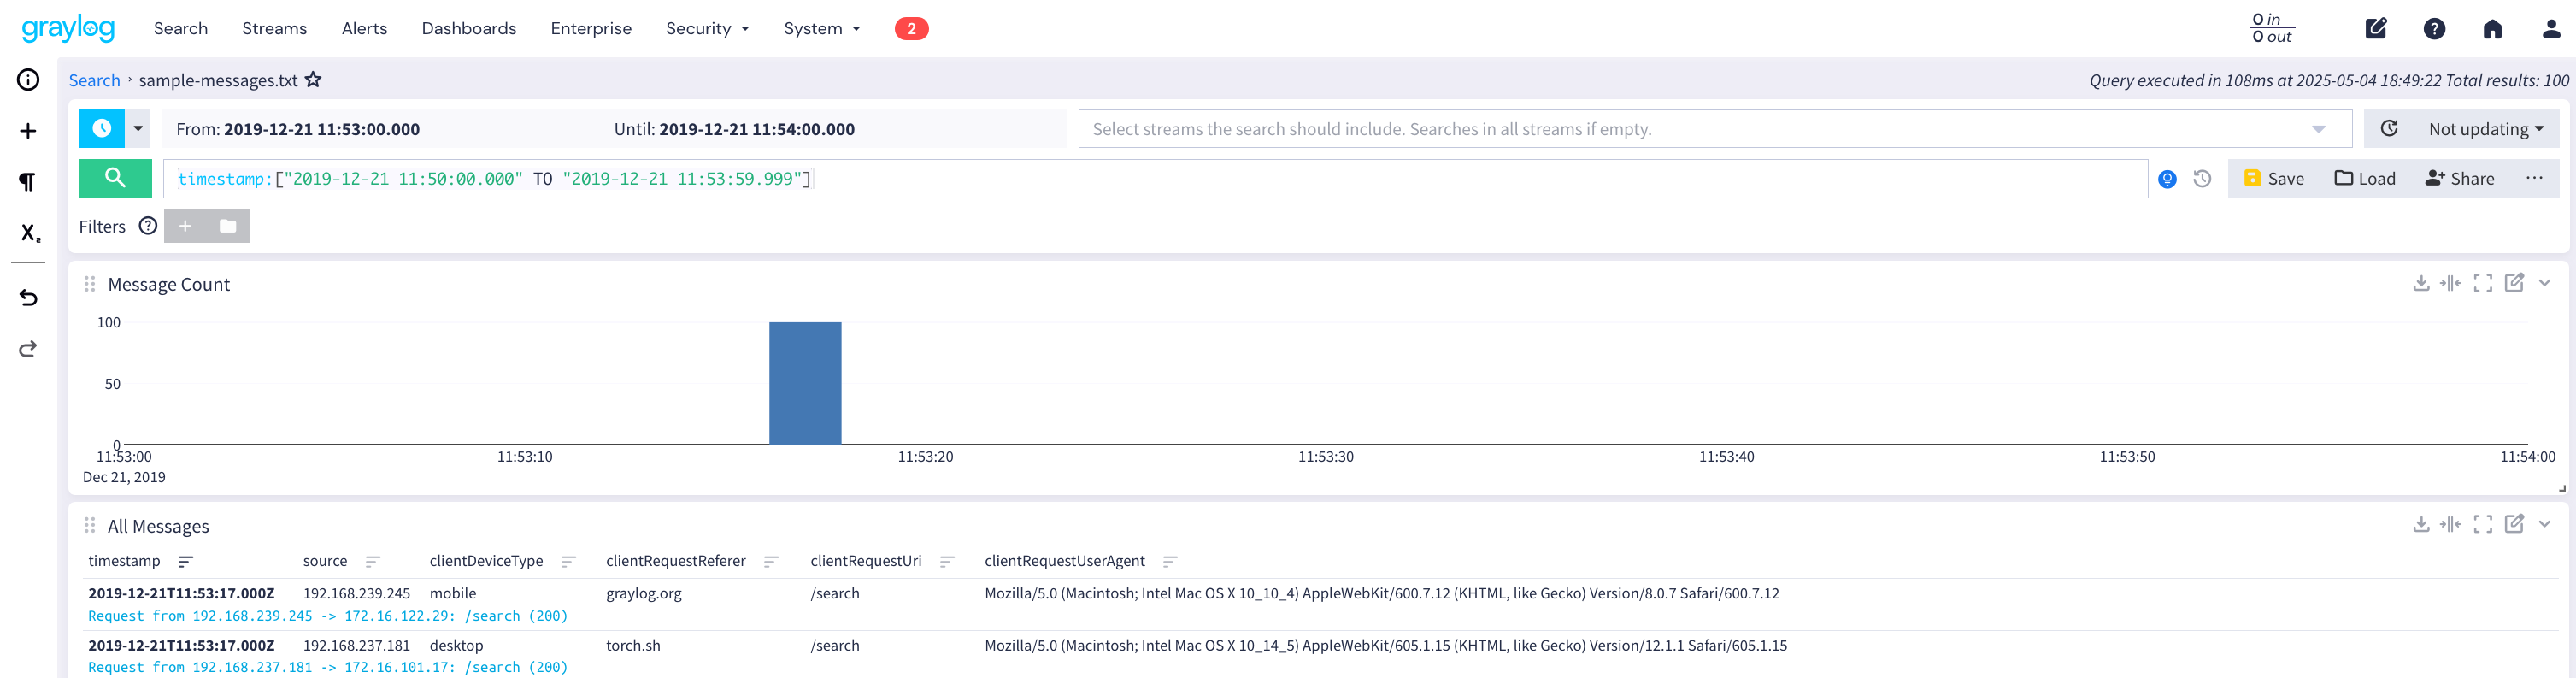 graylog Search Streams Alerts Dashboards Enterprise Security System 2 0 in
0 out
Search › sample-messages.txt Query executed in 108ms at 2025-05-04 18:49:22 Total results: 100
From: 2019-12-21 11:53:00.000 Until: 2019-12-21 11:54:00.000 Select streams the search should include. Searches in all streams if empty. Not updating
timestamp:["2019-12-21 11:50:00.000" TO "2019-12-21 11:53:59.999"] Save Load Share ...
Filters
Message Count
100
50
0
11:53:00 11:53:10 11:53:20 11:53:30 11:53:40 11:53:50 11:54:00
Dec 21, 2019
All Messages
timestamp source clientDeviceType clientRequestReferer clientRequestUri clientRequestUserAgent
2019-12-21T11:53:17.000Z 192.168.239.245 mobile graylog.org /search Mozilla/5.0 (Macintosh; Intel Mac OS X 10_10_4) AppleWebKit/600.7.12 (KHTML, like Gecko) Version/8.0.7 Safari/600.7.12
Request from 192.168.239.245 -> 172.16.122.29: /search (200)
2019-12-21T11:53:17.000Z 192.168.237.181 desktop torch.sh /search Mozilla/5.0 (Macintosh; Intel Mac OS X 10_14_5) AppleWebKit/605.1.15 (KHTML, like Gecko) Version/12.1.1 Safari/605.1.15
Request from 192.168.237.181 -> 172.16.101.17: /search (200)